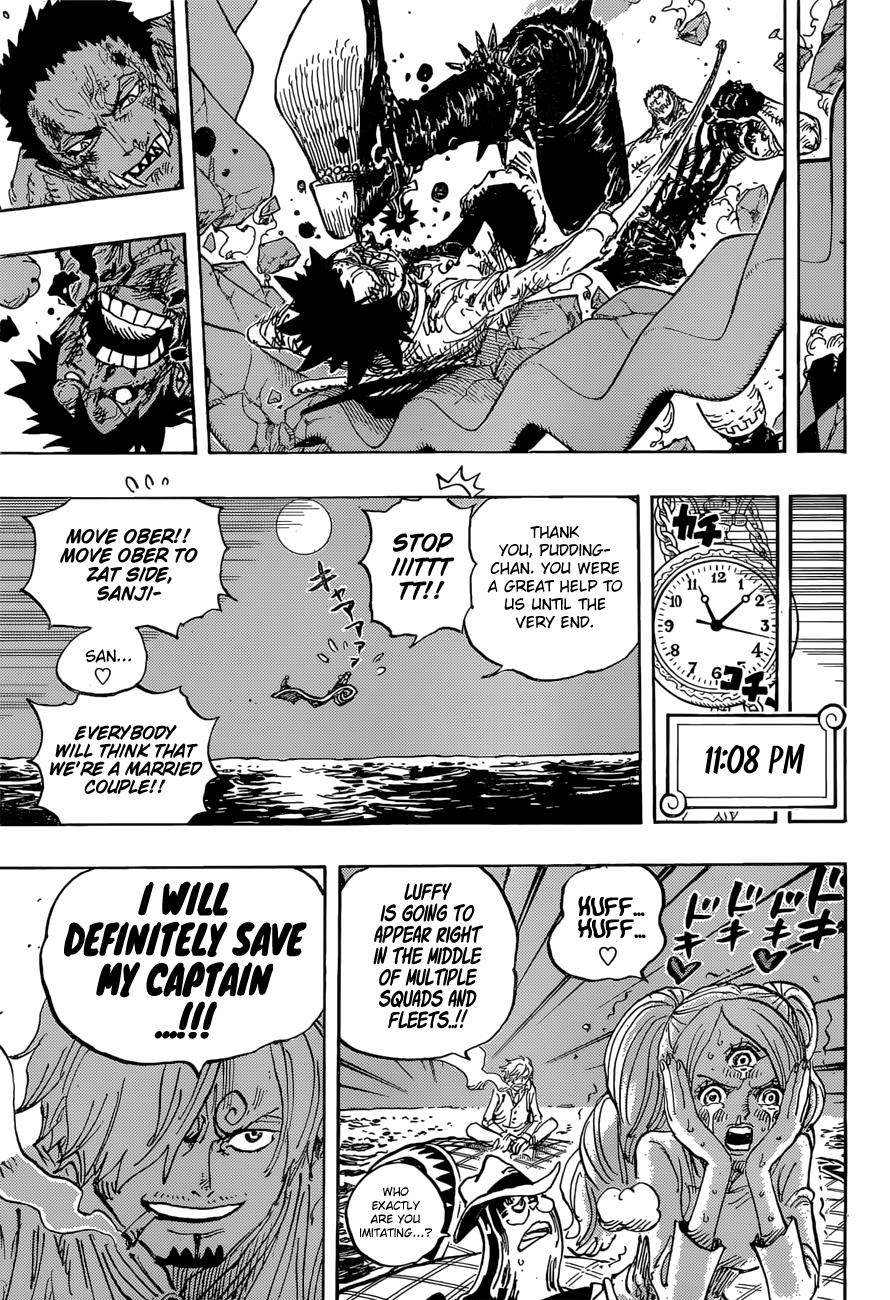 THANK
YOU, PUDDING-
CHAN. YOU WERE
A GREAT HELP TO
US UNTIL THE
VERY END.
STOP
IIITTT
TT!!
MOVE OBER!!
MOVE OBER TO
ZAT SIDE,
SANJI-
SAN...
♡
EVERYBODY
WILL THINK THAT
WE'RE A MARRIED
COUPLE!!
キャアアアァァ
カチ
12
1
2
3
4
5
6
7
8
9
10
11
コチ
11:08 PM
HUFF...
HUFF...
♡
ドキ
ドキ
ドキ
LUFFY
IS GOING TO
APPEAR RIGHT
IN THE MIDDLE
OF MULTIPLE
SQUADS AND
FLEETS..!!
WHO
EXACTLY
ARE YOU
IMITATING...?
I WILL
DEFINITELY SAVE
MY CAPTAIN
...!!!